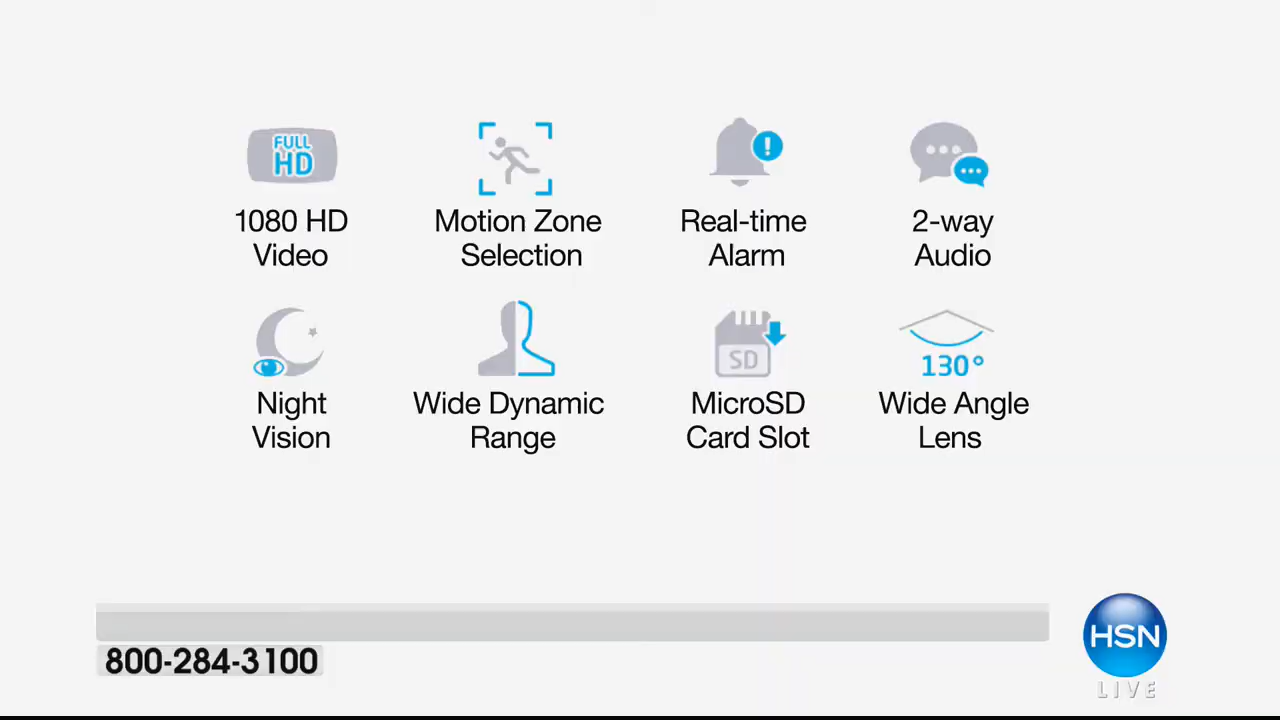 FULL
HD
1080 HD
Video
Motion Zone
Selection
!
Real-time
Alarm
2-way
Audio
Night
Vision
Wide Dynamic
Range
SD
MicroSD
Card Slot
130°
Wide Angle
Lens
800-284-3100
HSN
LIVE